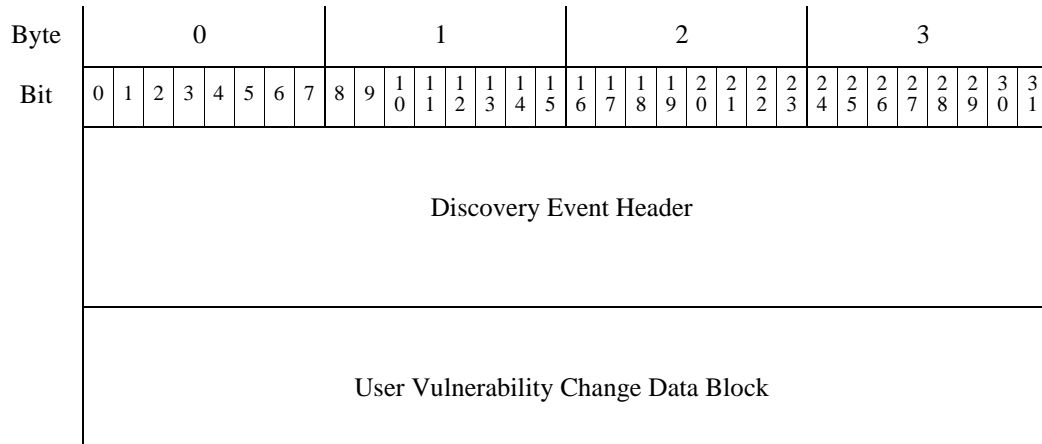 Byte 0 1 2 3
Bit 0 1 2 3 4 5 6 7 8 9 10 11 12 13 14 15 16 17 18 19 20 21 22 23 24 25 26 27 28 29 30 31
Discovery Event Header
User Vulnerability Change Data Block